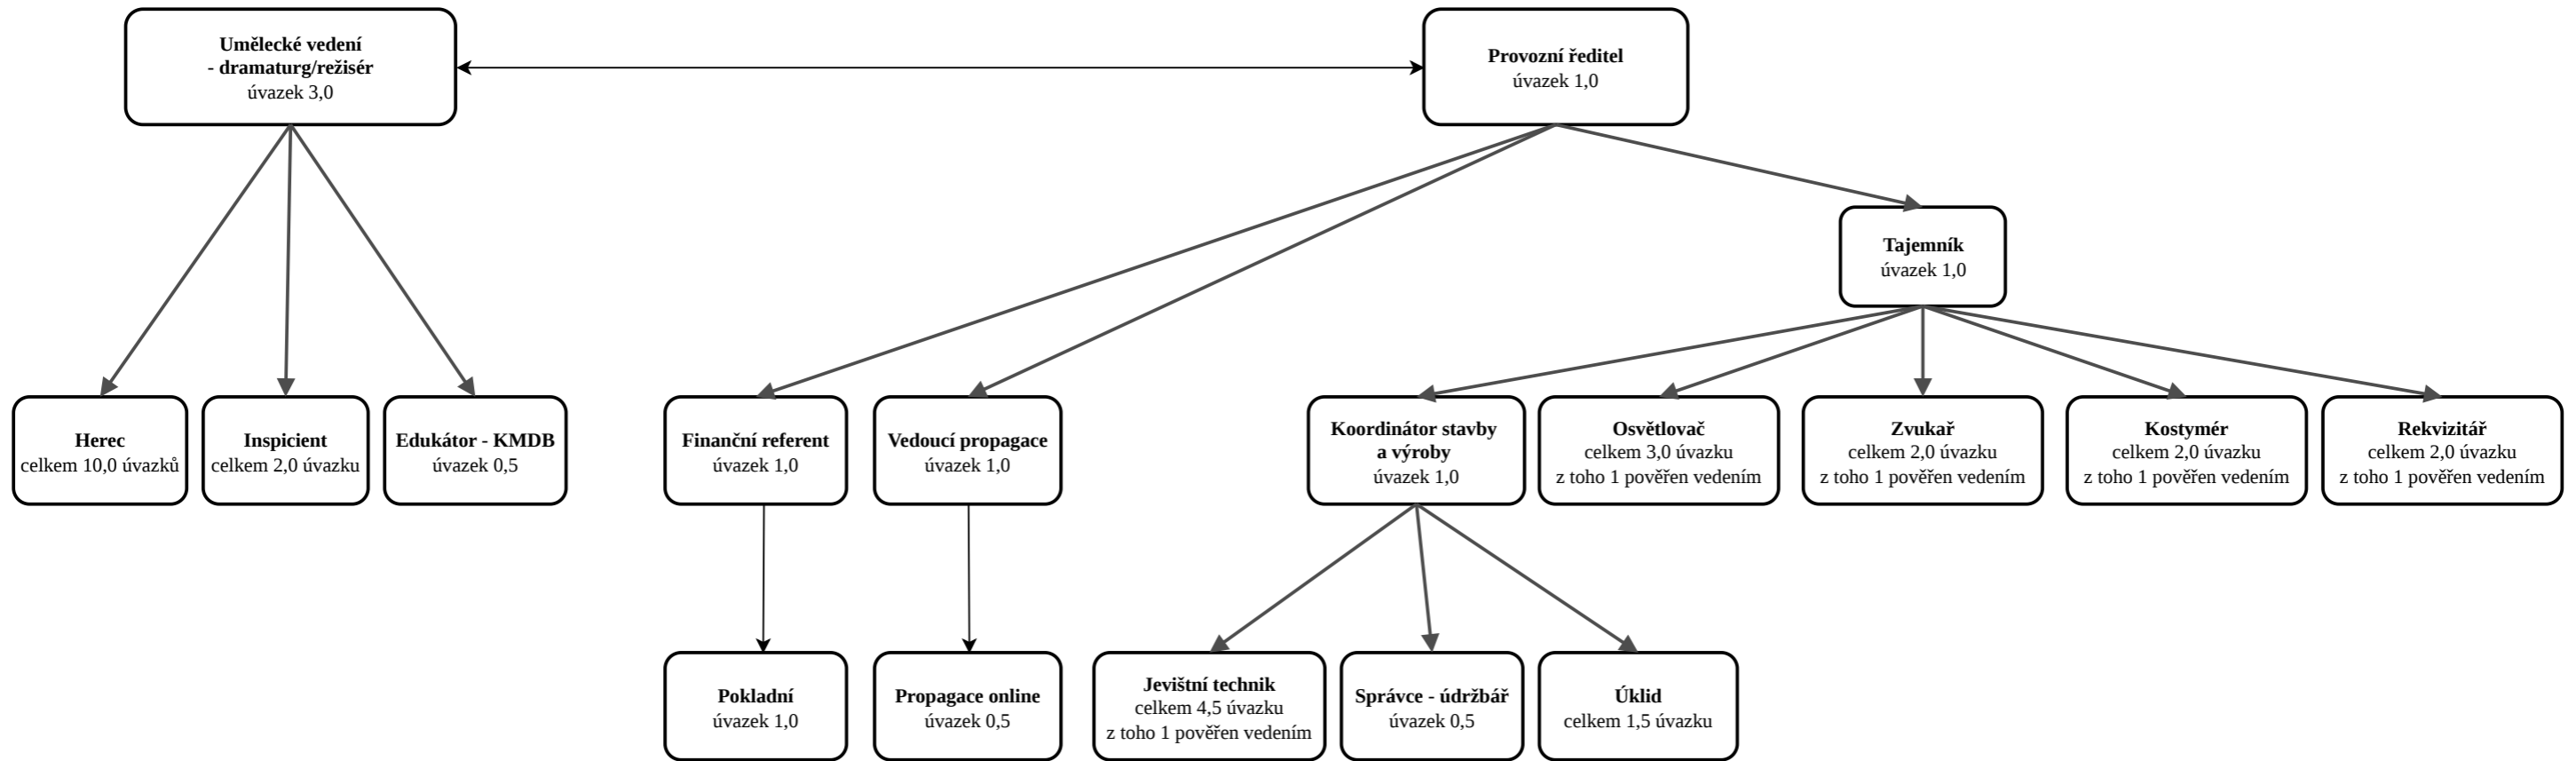 Umělecké vedení
- dramaturg/režisér
úvazek 3,0
Provozní ředitel
úvazek 1,0
Tajemník
úvazek 1,0
Herec
celkem 10,0 úvazků
Inspicient
celkem 2,0 úvazku
Edukátor - KMDB
úvazek 0,5
Finanční referent
úvazek 1,0
Vedoucí propagace
úvazek 1,0
Koordinátor stavby
a výroby
úvazek 1,0
Osvětlovač
celkem 3,0 úvazku
z toho 1 pověřen vedením
Zvukař
celkem 2,0 úvazku
z toho 1 pověřen vedením
Kostymér
celkem 2,0 úvazku
z toho 1 pověřen vedením
Rekvizitář
celkem 2,0 úvazku
z toho 1 pověřen vedením
Pokladní
úvazek 1,0
Propagace online
úvazek 0,5
Jevištní technik
celkem 4,5 úvazku
z toho 1 pověřen vedením
Správce - údržbář
úvazek 0,5
Úklid
celkem 1,5 úvazku